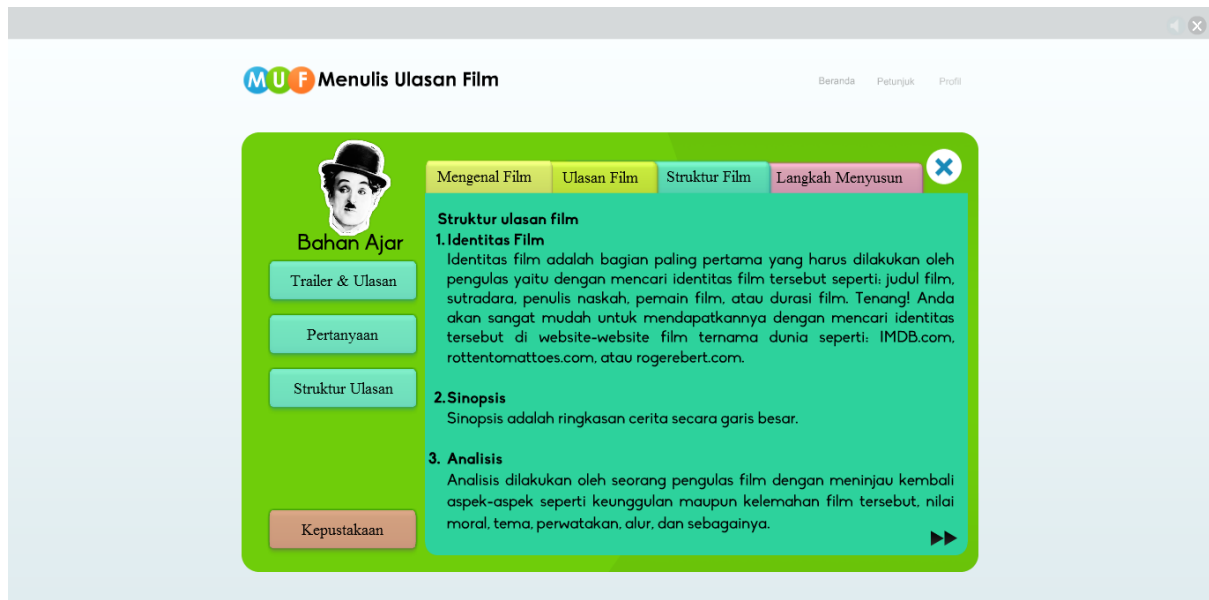 MUF Menulis Ulasan Film
Beranda Petunjuk Profil
Bahan Ajar
Trailer & Ulasan
Pertanyaan
Struktur Ulasan
Kepustakaan
Mengenal Film Ulasan Film Struktur Film Langkah Menyusun
Struktur ulasan film
1. Identitas Film
Identitas film adalah bagian paling pertama yang harus dilakukan oleh
pengulas yaitu dengan mencari identitas film tersebut seperti: judul film,
sutradara, penulis naskah, pemain film, atau durasi film. Tenang! Anda
akan sangat mudah untuk mendapatkannya dengan mencari identitas
tersebut di website-website film ternama dunia seperti: IMDB.com,
rottentomattoes.com, atau rogerebert.com.
2. Sinopsis
Sinopsis adalah ringkasan cerita secara garis besar.
3. Analisis
Analisis dilakukan oleh seorang pengulas film dengan meninjau kembali
aspek-aspek seperti keunggulan maupun kelemahan film tersebut, nilai
moral, tema, perwatakan, alur, dan sebagainya.